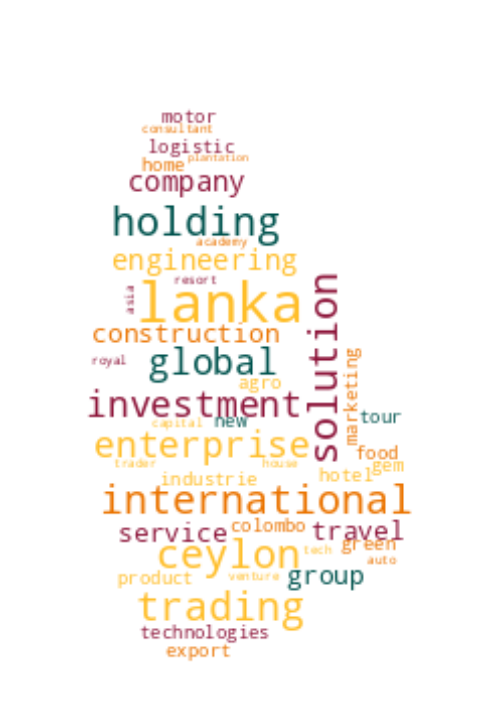 motor
consultant
logistic
home plantation
company
holding
academy
engineering
resort
asia lanka
solution
construction
royal global
marketing
agro
investment
capital new tour
enterprise
trader house food
industrie hotel gem
international
service colombo travel
ceylon tech green
auto
product venture group
trading
technologies
export